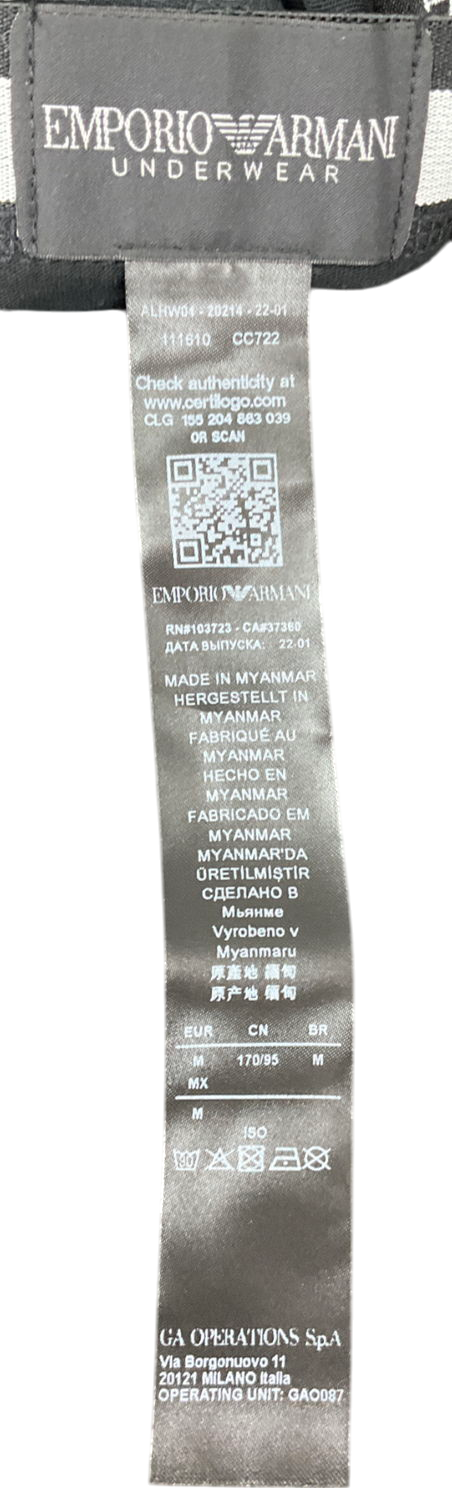 EMPORIO ARMANI
UNDERWEAR
ALHW04 - 20214 - 22-01
111610 CC722
Check authenticity at
www.certilogo.com
CLG 155 204 863 039
OR SCAN
EMPORIO ARMANI
RN#103723 - CA#37360
ДАТА ВЫПУСКА: 22-01
MADE IN MYANMAR
HERGESTELLT IN
MYANMAR
FABRIQUÉ AU
MYANMAR
HECHO EN
MYANMAR
FABRICADO EM
MYANMAR
MYANMAR'DA
ÜRETİLMİŞTİR
СДЕЛАНО В
Мьянме
Vyrobeno v
Myanmaru
原產地 緬甸
原产地 缅甸
EUR CN BR
M 170/95 M
MX
M
ISO
30
GA OPERATIONS S.p.A
Via Borgonuovo 11
20121 MILANO Italia
OPERATING UNIT: GAO087